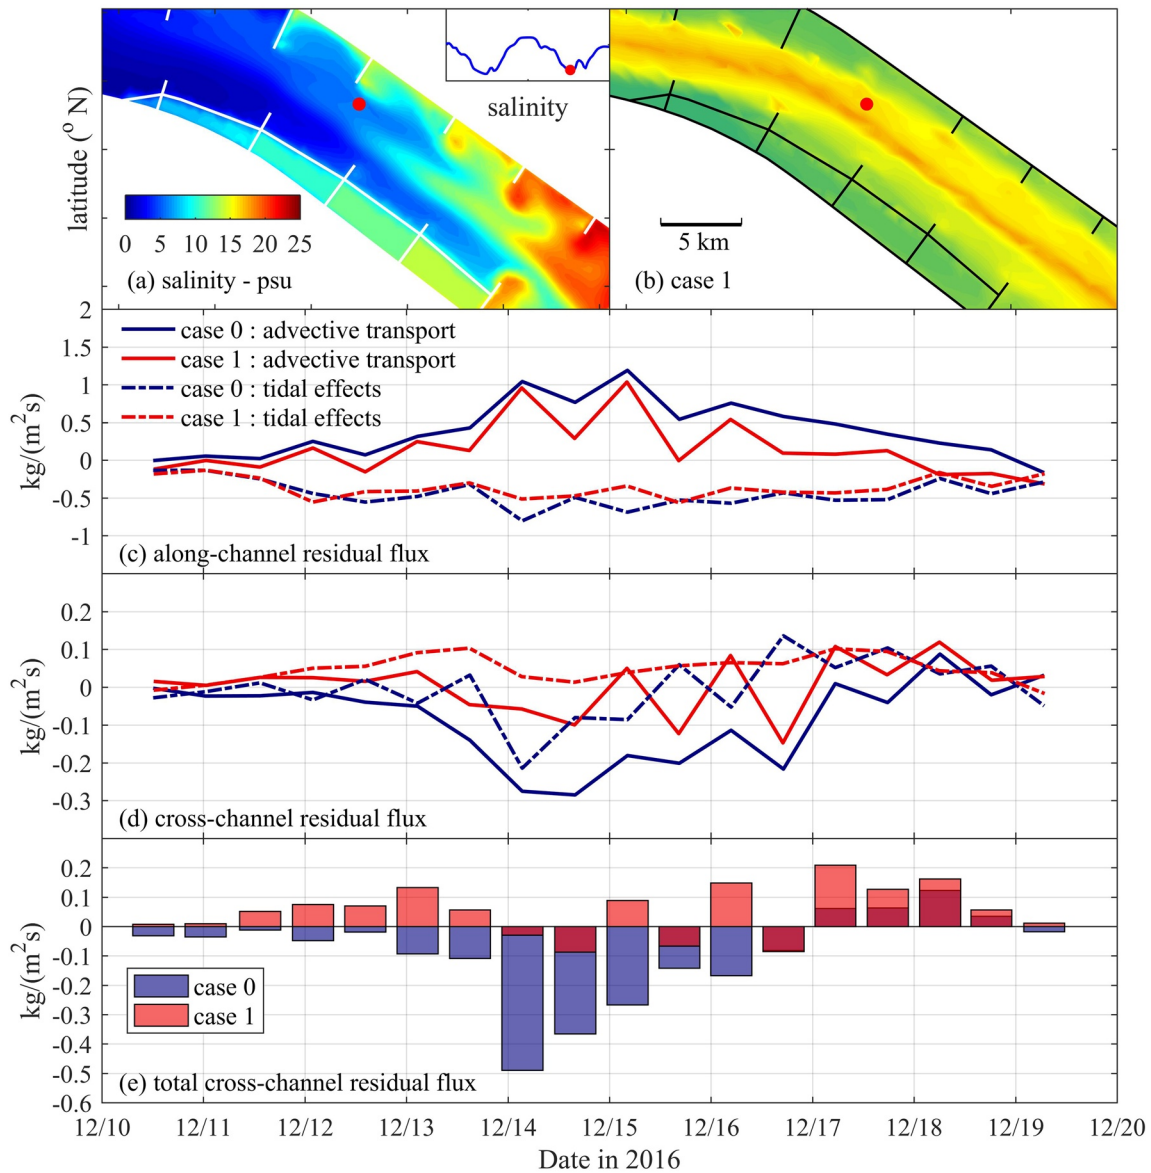 latitude (° N)
salinity
0 5 10 15 20 25
(a) salinity - psu
5 km
(b) case 1
2
1.5
1
0.5
0
-0.5
-1
kg/(m² s)
case 0 : advective transport
case 1 : advective transport
case 0 : tidal effects
case 1 : tidal effects
(c) along-channel residual flux
0.2
0.1
0
-0.1
-0.2
-0.3
kg/(m² s)
(d) cross-channel residual flux
0.2
0.1
0
-0.1
-0.2
-0.3
-0.4
-0.5
-0.6
kg/(m² s)
case 0
case 1
(e) total cross-channel residual flux
12/10 12/11 12/12 12/13 12/14 12/15 12/16 12/17 12/18 12/19 12/20
Date in 2016